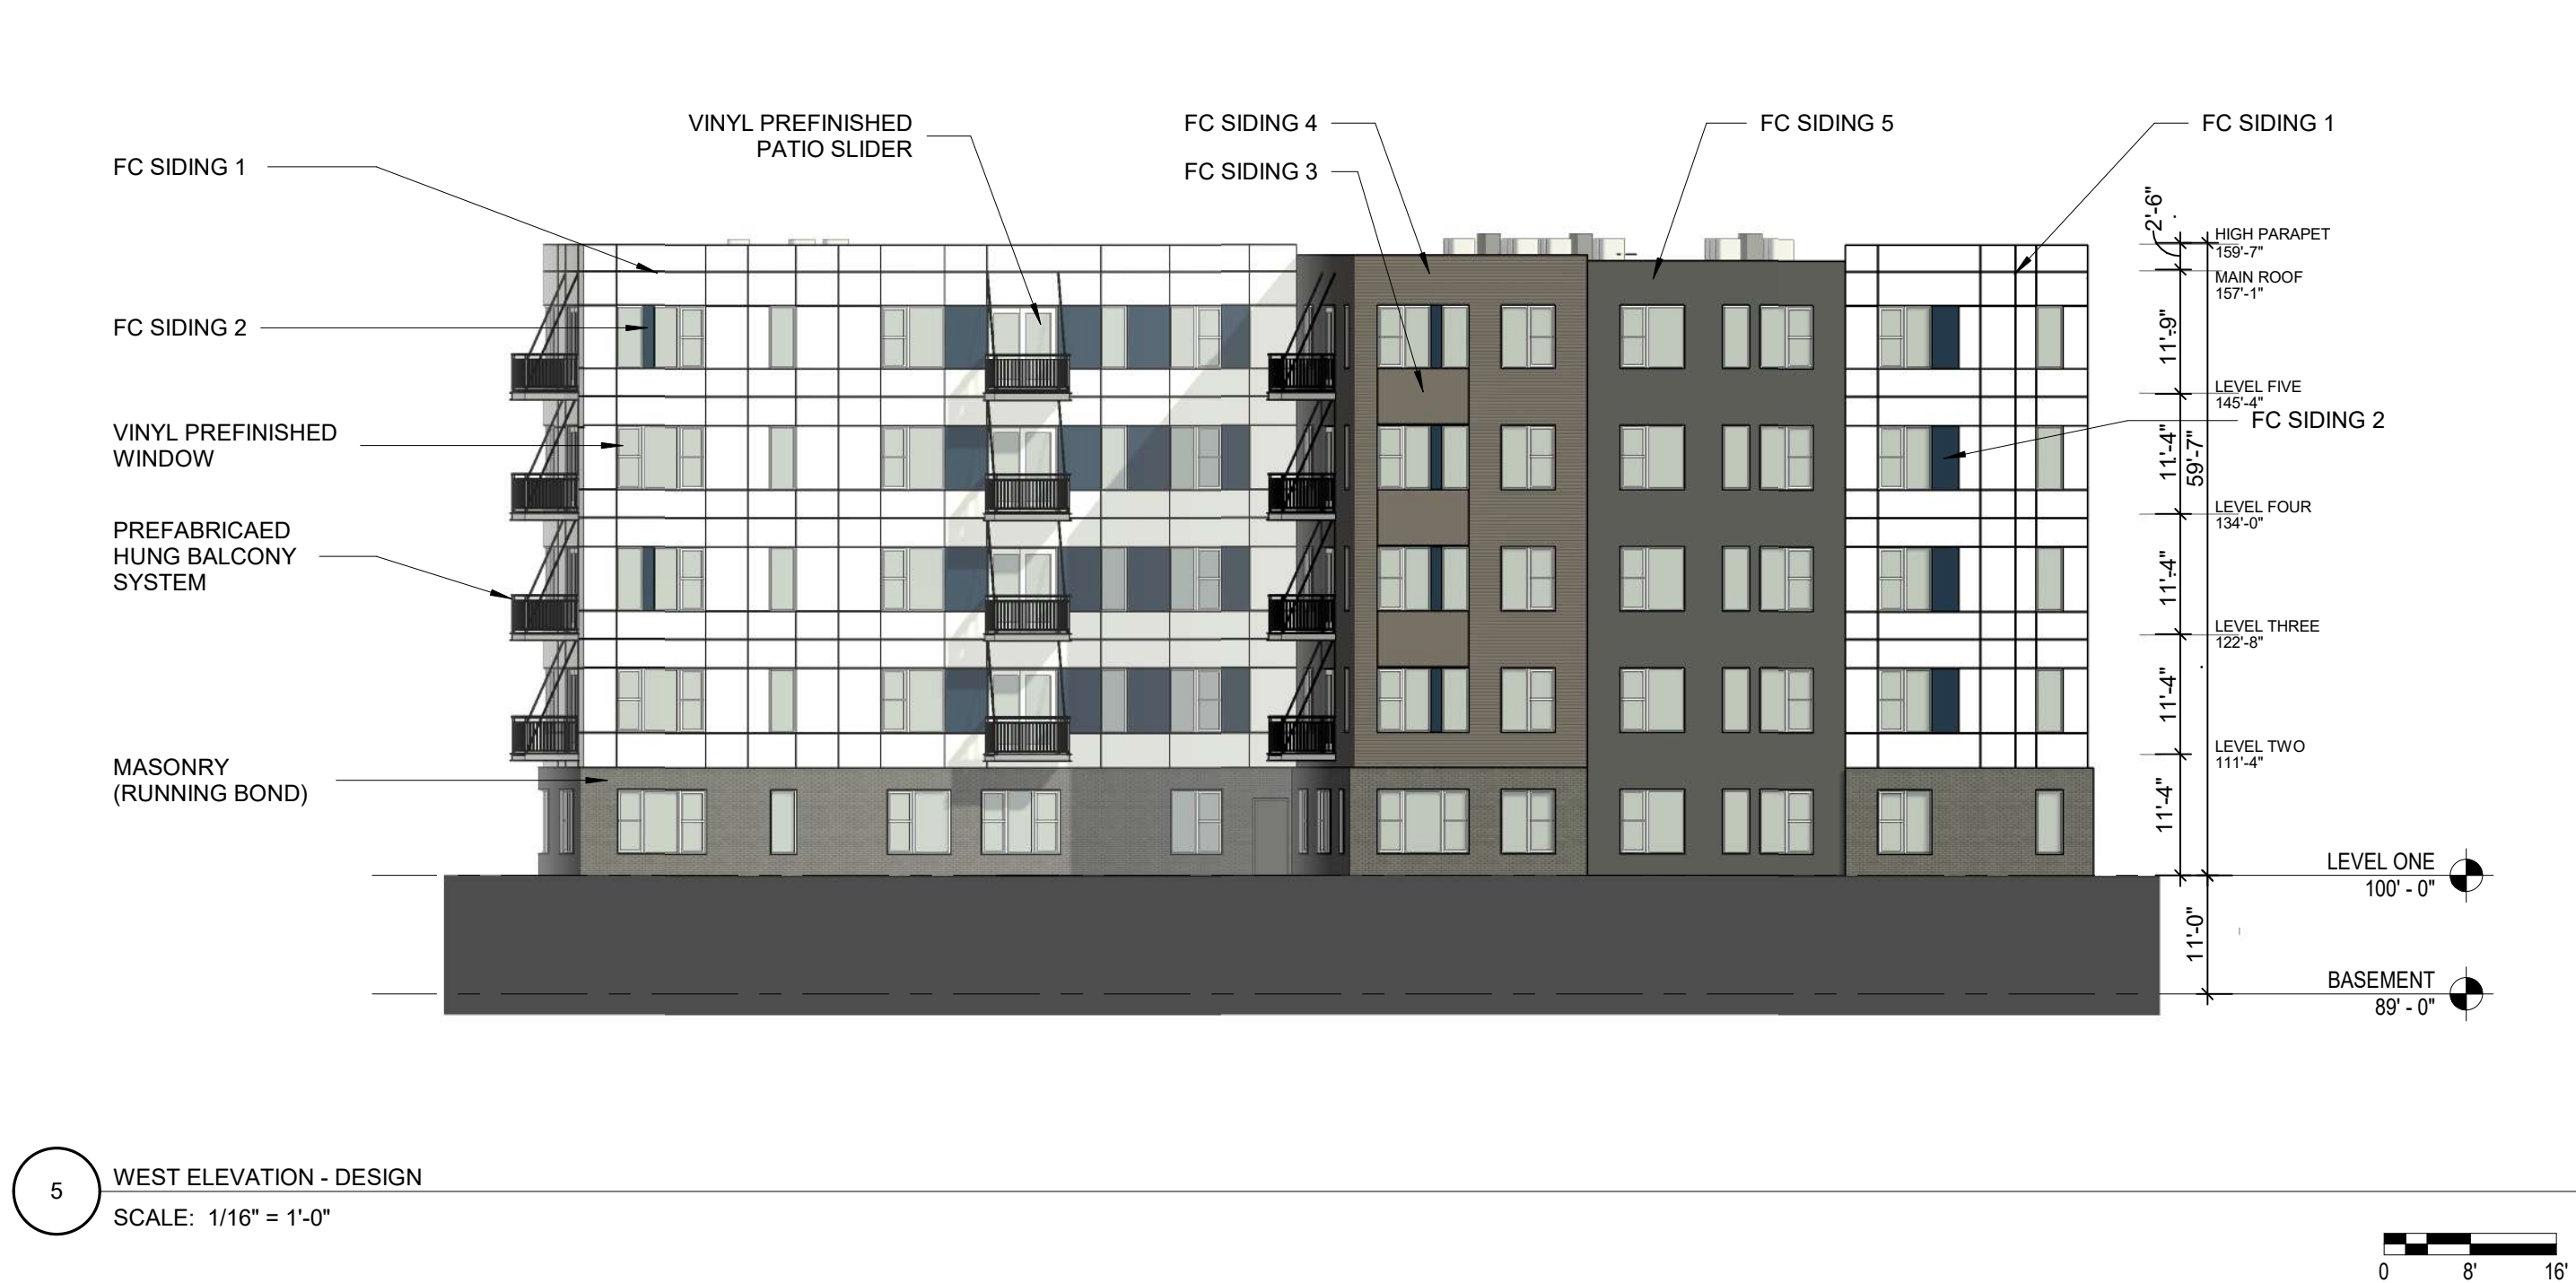 VINYL PREFINISHED
PATIO SLIDER
FC SIDING 4
FC SIDING 5
FC SIDING 1
FC SIDING 1
FC SIDING 3
2'-6"
HIGH PARAPET
159'-7"
MAIN ROOF
157'-1"
FC SIDING 2
11'-9"
LEVEL FIVE
145'-4"
FC SIDING 2
VINYL PREFINISHED
WINDOW
11'-4"
59'-7"
LEVEL FOUR
134'-0"
PREFABRICAED
HUNG BALCONY
SYSTEM
11'-4"
LEVEL THREE
122'-8"
11'-4"
LEVEL TWO
111'-4"
MASONRY
(RUNNING BOND)
11'-4"
LEVEL ONE
100' - 0"
11'-0"
BASEMENT
89' - 0"
5
WEST ELEVATION - DESIGN
SCALE: 1/16" = 1'-0"
0 8' 16'